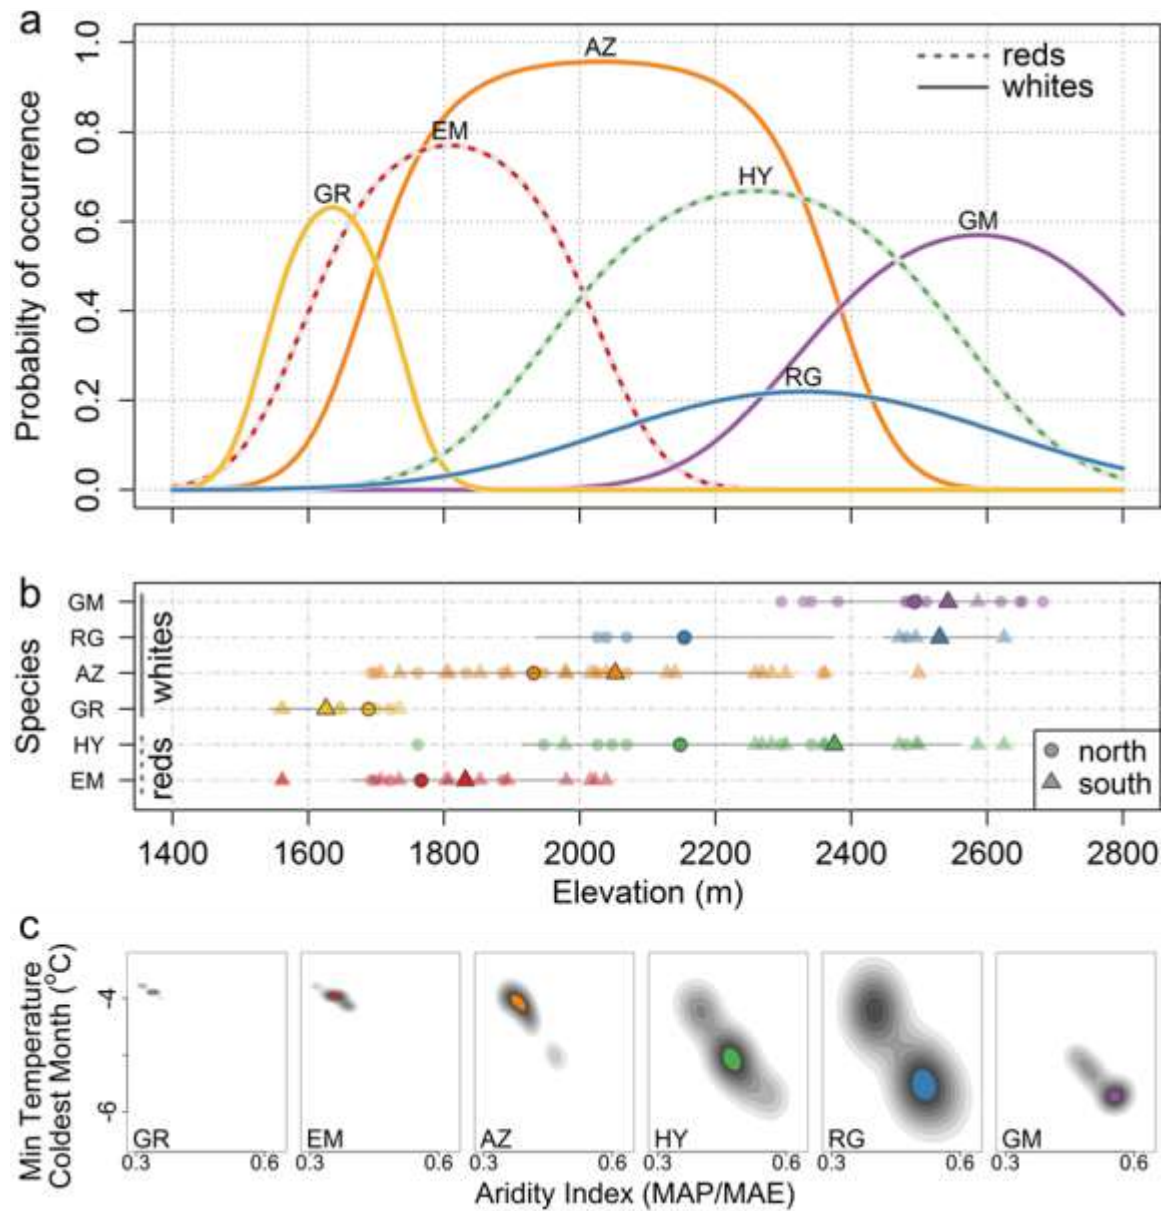 a
Probabilty of occurrence
1.0
0.8
0.6
0.4
0.2
0.0
AZ
EM
GR
HY
GM
RG
reds
whites
b
Species
GM
RG
AZ
GR
HY
EM
whites
reds
north
south
1400 1600 1800 2000 2200 2400 2600 2800
Elevation (m)
c
Min Temperature
Coldest Month (°C)
-4
-6
GR EM AZ HY RG GM
0.3 0.6 0.3 0.6 0.3 0.6 0.3 0.6 0.3 0.6 0.3 0.6
Aridity Index (MAP/MAE)